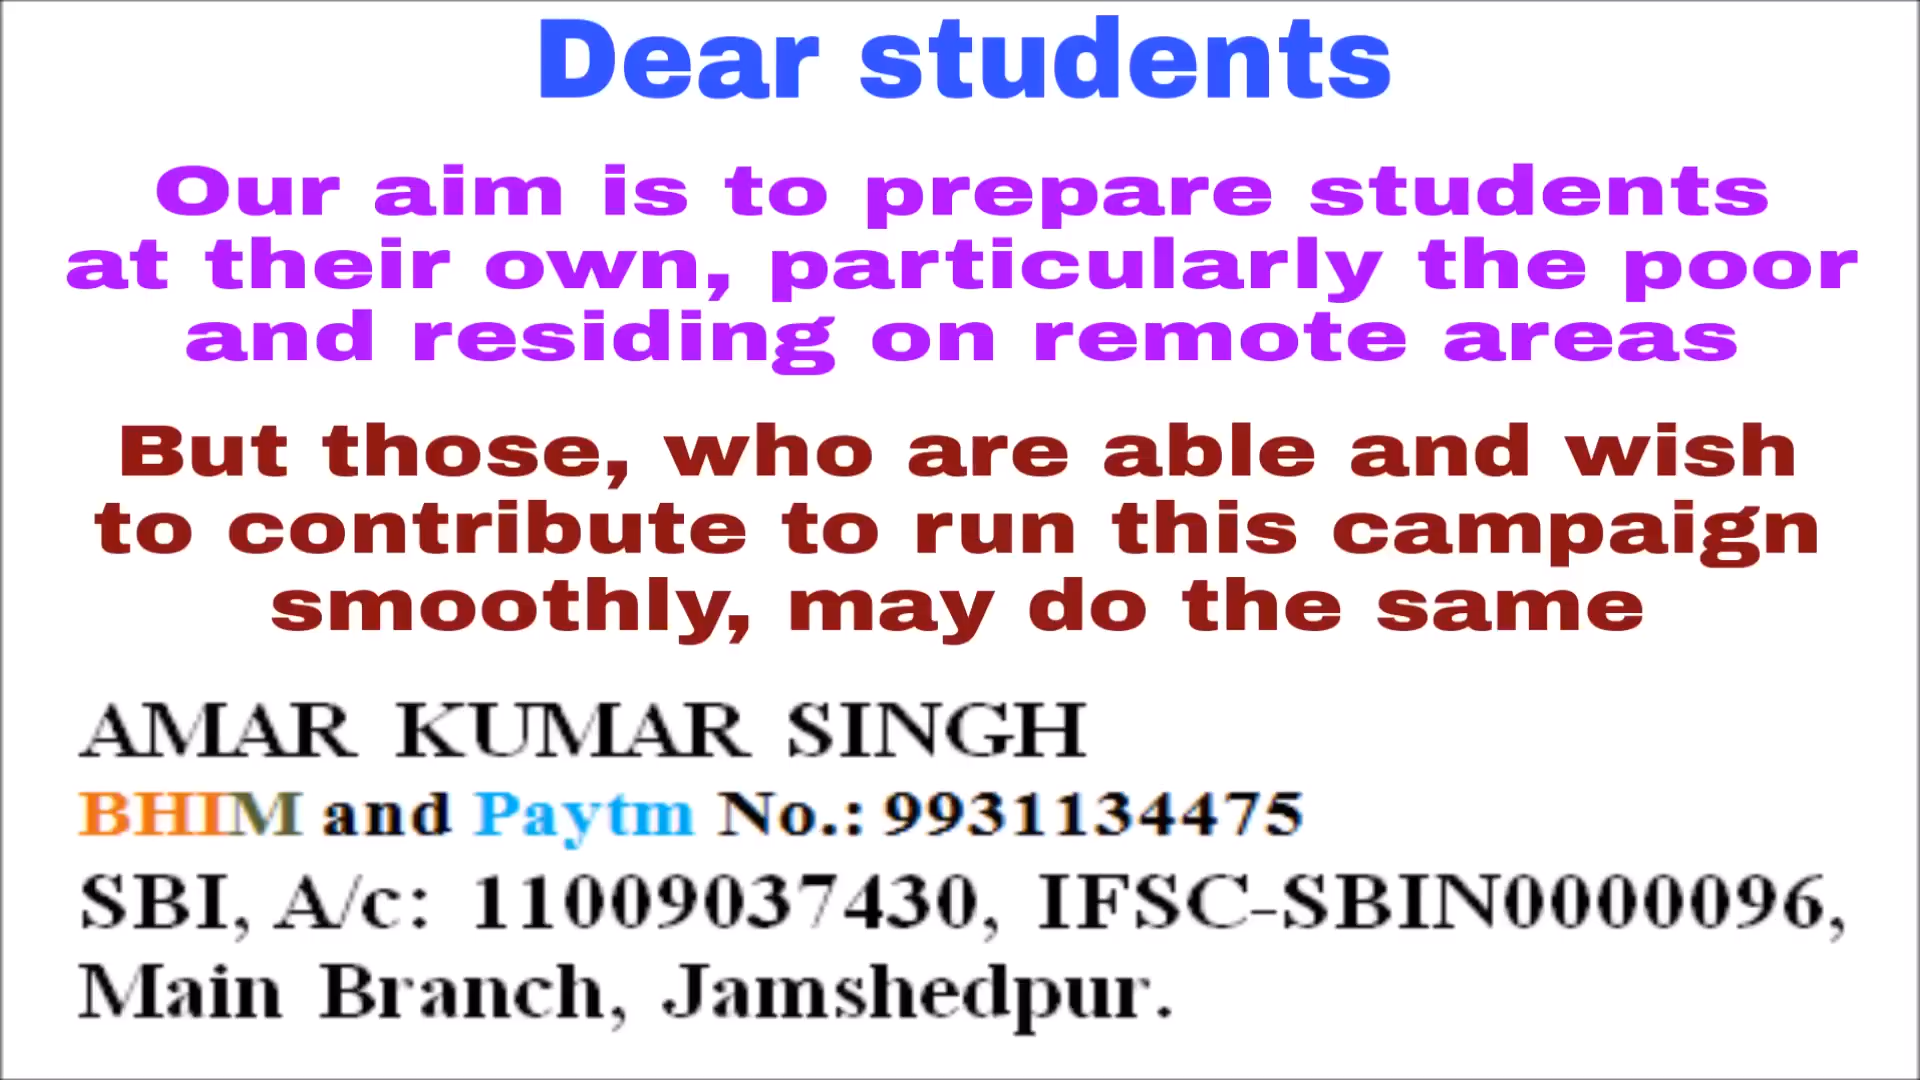 Dear students
Our aim is to prepare students
at their own, particularly the poor
and residing on remote areas
But those, who are able and wish
to contribute to run this campaign
smoothly, may do the same
AMAR KUMAR SINGH
BHIM and Paytm No.: 9931134475
SBI, A/c: 11009037430, IFSC-SBIN0000096,
Main Branch, Jamshedpur.